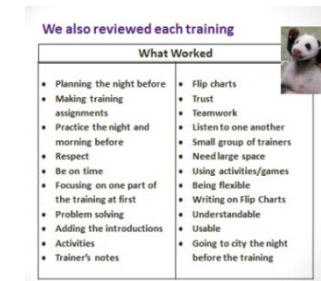 We also reviewed each training
What Worked
Planning the night before
Making training
assignments
Practice the night and
morning before
Respect
Be on time
Focusing on one part of
the training at first
Problem solving
Adding the introductions
Activities
Trainer's notes
Flip charts
Trust
Teamwork
Listen to one another
Small group of trainers
Need large space
Using activities/games
Being flexible
Writing on Flip Charts
Understandable
Usable
Going to city the night
before the training